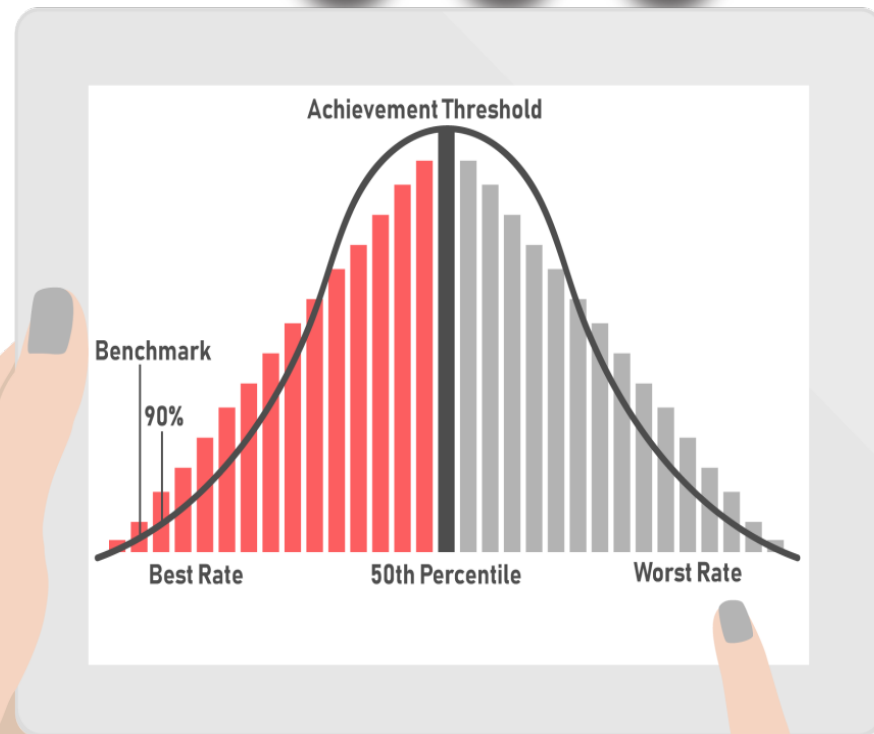 Achievement Threshold
Benchmark
90%
Best Rate
50th Percentile
Worst Rate